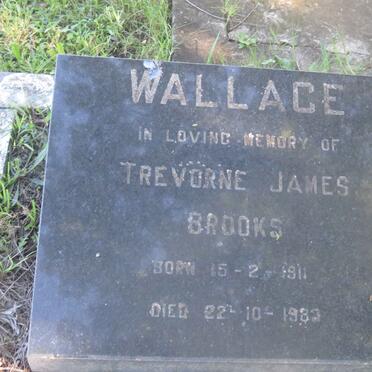 WALLACE
IN LOVING MEMORY OF
TREVORNE JAMES
BROOKS
BORN 15-2-1911
DIED 22-10-1983